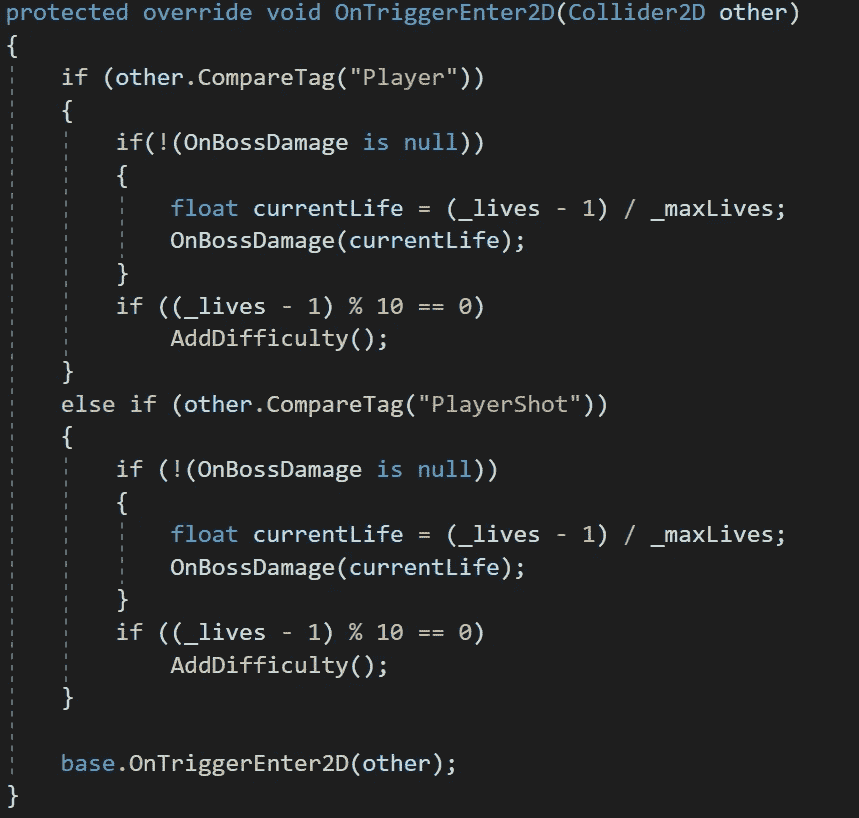 protected override void OnTriggerEnter2D(Collider2D other)
{
    if (other.CompareTag("Player"))
    {
        if(!(OnBossDamage is null))
        {
            float currentLife = (_lives - 1) / _maxLives;
            OnBossDamage(currentLife);
        }
        if ((_lives - 1) % 10 == 0)
            AddDifficulty();
    }
    else if (other.CompareTag("PlayerShot"))
    {
        if (!(OnBossDamage is null))
        {
            float currentLife = (_lives - 1) / _maxLives;
            OnBossDamage(currentLife);
        }
        if ((_lives - 1) % 10 == 0)
            AddDifficulty();
    }

    base.OnTriggerEnter2D(other);
}